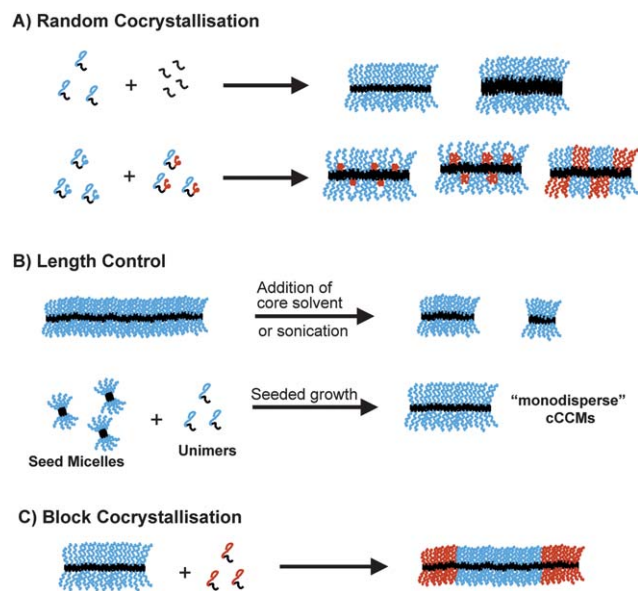 A) Random Cocrystallisation
+
+
B) Length Control
Addition of
core solvent
or sonication
Seeded growth
+
"monodisperse"
cCCMs
Seed Micelles
Unimers
C) Block Cocrystallisation
+